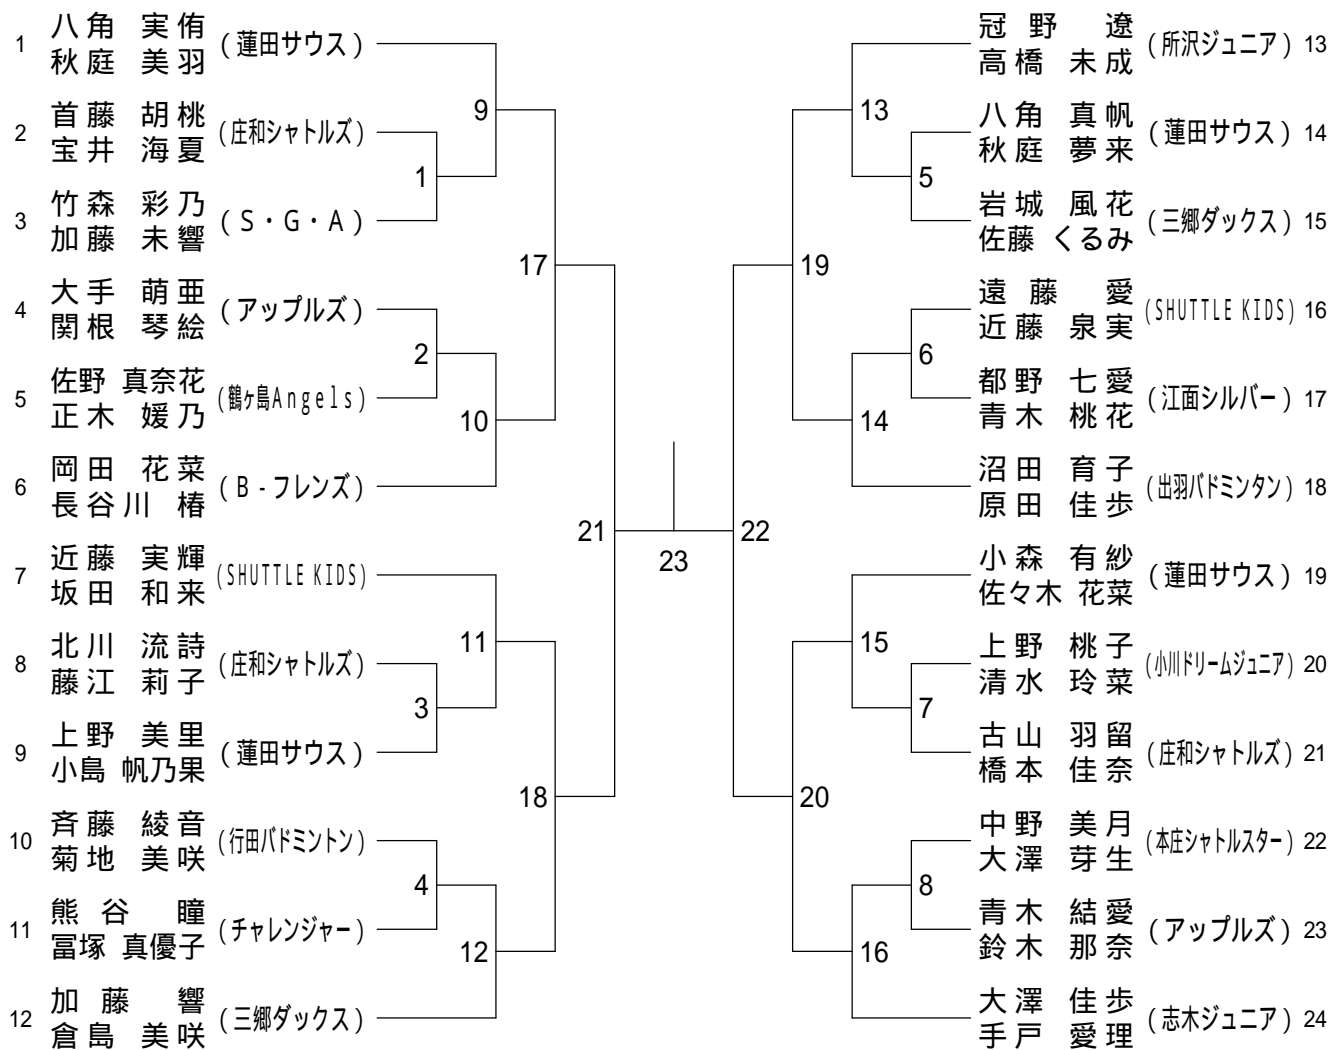 1 八角 実侑 (蓮田サウス)
秋庭 美羽
2 首藤 胡桃 (庄和シャトルズ)
宝井 海夏
3 竹森 彩乃 (S・G・A)
加藤 未響
4 大手 萌亜 (アップルズ)
関根 琴絵
5 佐野 真奈花 (鶴ヶ島Angels)
正木 媛乃
6 岡田 花菜 (B-フレンズ)
長谷川 椿
7 近藤 実輝 (SHUTTLE KIDS)
坂田 和来
8 北川 流詩 (庄和シャトルズ)
藤江 莉子
9 上野 美里 (蓮田サウス)
小島 帆乃果
10 斉藤 綾音 (行田バドミントン)
菊地 美咲
11 熊谷 瞳 (チャレンジャー)
冨塚 真優子
12 加藤 響 (三郷ダックス)
倉島 美咲
9
1
17
2
10
21
11
3
18
4
12
23
22
13
5
19
6
14
15
7
20
8
16
冠野 遼 (所沢ジュニア) 13
高橋 未成
八角 真帆 (蓮田サウス) 14
秋庭 夢来
岩城 風花 (三郷ダックス) 15
佐藤 くるみ
遠藤 愛 (SHUTTLE KIDS) 16
近藤 泉実
都野 七愛 (江面シルバー) 17
青木 桃花
沼田 育子 (出羽バドミンタン) 18
原田 佳歩
小森 有紗 (蓮田サウス) 19
佐々木 花菜
上野 桃子 (小川ドリームジュニア) 20
清水 玲菜
古山 羽留 (庄和シャトルズ) 21
橋本 佳奈
中野 美月 (本庄シャトルスター) 22
大澤 芽生
青木 結愛 (アップルズ) 23
鈴木 那奈
大澤 佳歩 (志木ジュニア) 24
手戸 愛理